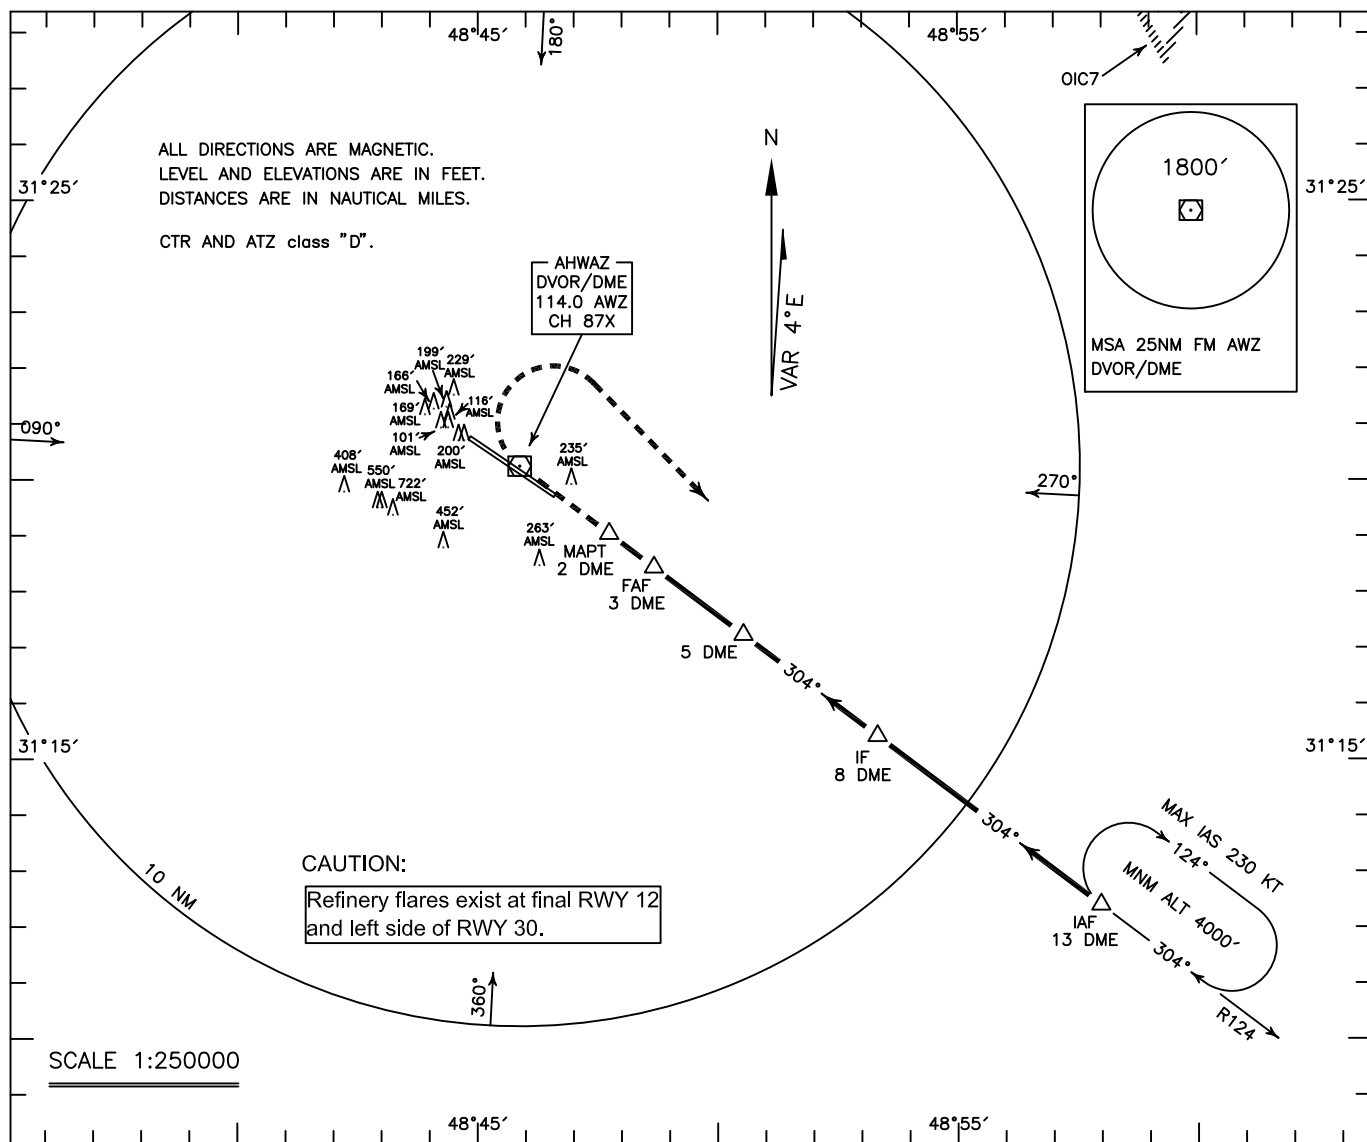 48°45′
180°
48°55′
OIC7
ALL DIRECTIONS ARE MAGNETIC.
LEVEL AND ELEVATIONS ARE IN FEET.
DISTANCES ARE IN NAUTICAL MILES.
CTR AND ATZ class "D".
N
VAR 4°E
1800′
MSA 25NM FM AWZ
DVOR/DME
31°25′
31°25′
AHWAZ
DVOR/DME
114.0 AWZ
CH 87X
199′
AMSL
229′
AMSL
166′
AMSL
116′
AMSL
169′
AMSL
101′
AMSL
200′
AMSL
090°
408′
AMSL
550′
AMSL
722′
AMSL
452′
AMSL
235′
AMSL
263′
AMSL
270°
MAPT
2 DME
FAF
3 DME
5 DME
304°
IF
8 DME
31°15′
31°15′
304°
MAX IAS 230 KT
124°
MNM ALT 4000′
IAF
13 DME
304°
R124
10 NM
CAUTION:
Refinery flares exist at final RWY 12
and left side of RWY 30.
360°
SCALE 1:250000
48°45′
48°55′